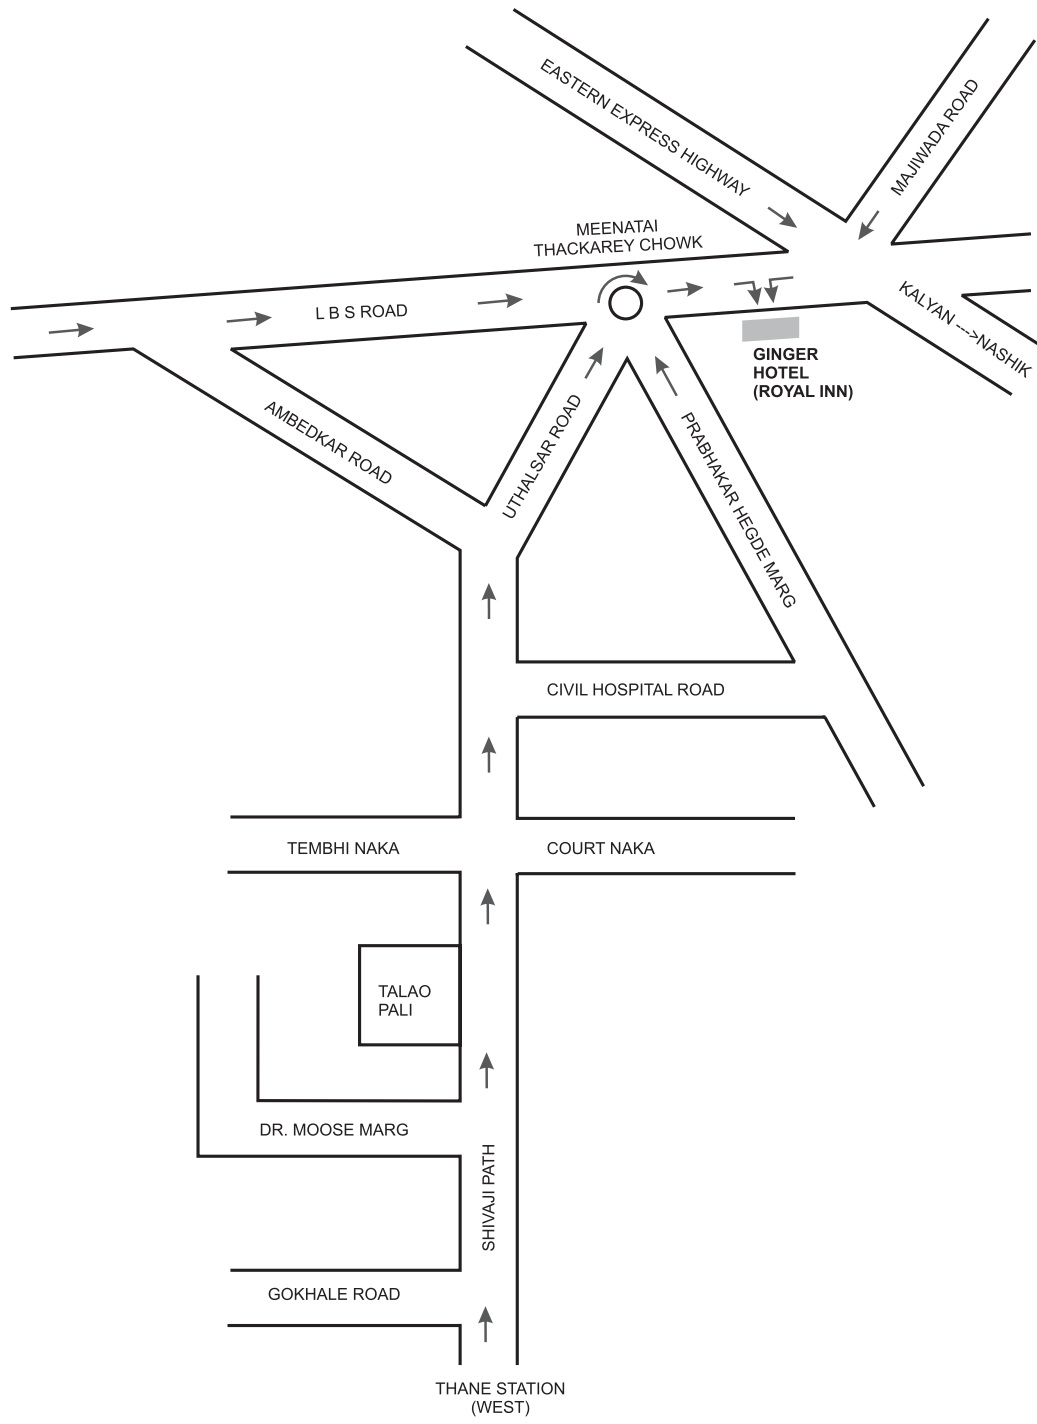 EASTERN EXPRESS HIGHWAY
MAJIWADA ROAD
MEENATAI
THACKAREY CHOWK
L B S ROAD
KALYAN --->NASHIK
GINGER
HOTEL
(ROYAL INN)
AMBEDKAR ROAD
UTHALSAR ROAD
PRABHAKAR HEGDE MARG
CIVIL HOSPITAL ROAD
TEMBHI NAKA
COURT NAKA
TALAO
PALI
DR. MOOSE MARG
SHIVAJI PATH
GOKHALE ROAD
THANE STATION
(WEST)